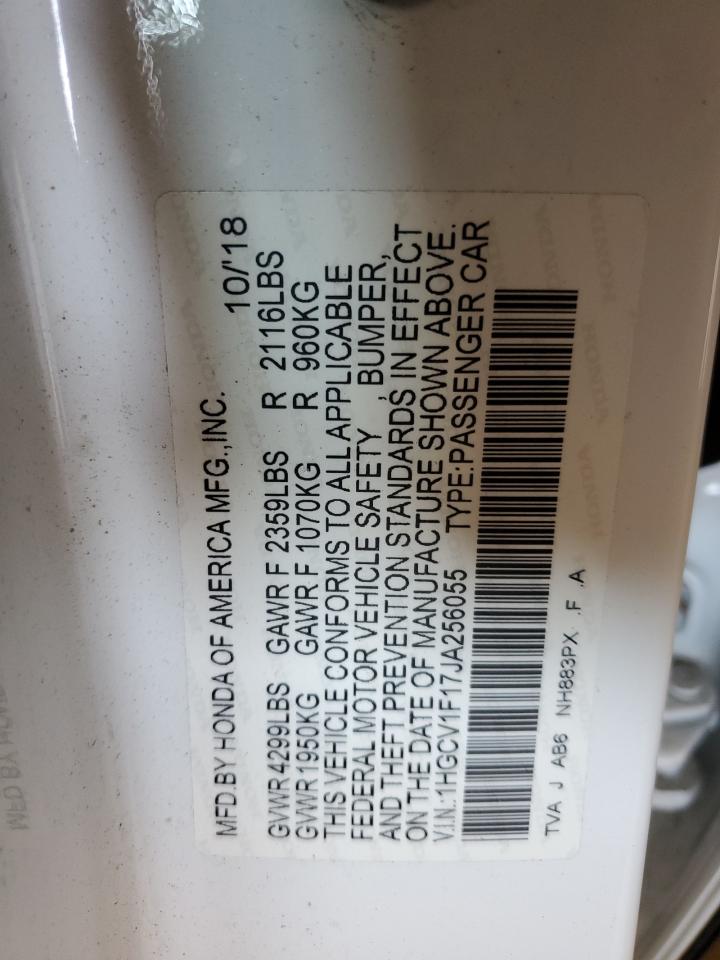 MFD.BY HONDA OF AMERICA MFG.,INC. 10/'18
GVWR 4299LBS GAWR F 2359LBS R 2116LBS
GVWR 1950KG GAWR F 1070KG R 960KG
THIS VEHICLE CONFORMS TO ALL APPLICABLE
FEDERAL MOTOR VEHICLE SAFETY , BUMPER,
AND THEFT PREVENTION STANDARDS IN EFFECT
ON THE DATE OF MANUFACTURE SHOWN ABOVE.
V.I.N.:1HGCV1F17JA256055 TYPE:PASSENGER CAR
TVA J AB6 NH883PX .F .A
HONDA